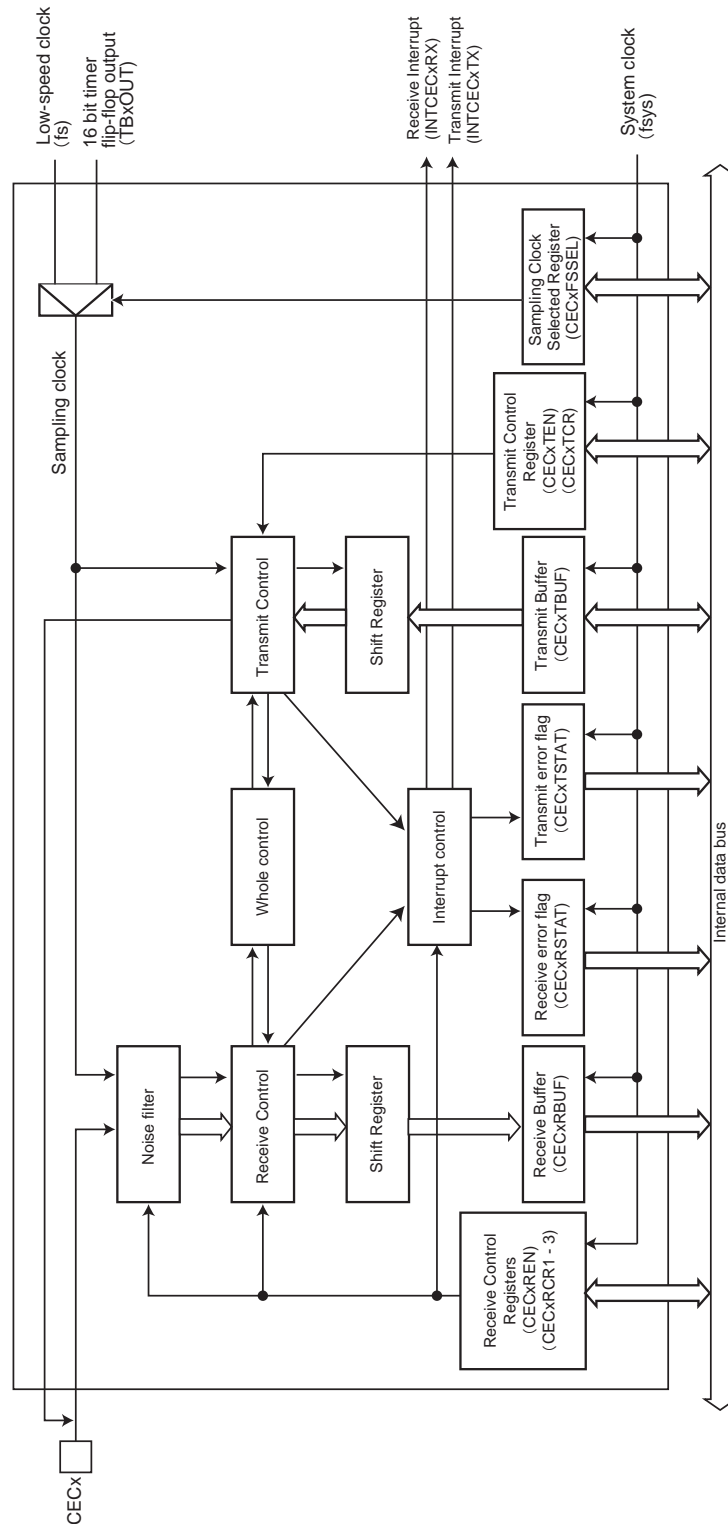 CECx
Sampling clock
Low-speed clock
(fs)
16 bit timer
flip-flop output
(TBxOUT)
Noise filter
Receive Control
Whole control
Transmit Control
Shift Register
Shift Register
Interrupt control
Receive Interrupt
(INTCECxRX)
Transmit Interrupt
(INTCECxTX)
Receive Control
Registers
(CECxREN)
(CECxRCR1 - 3)
Receive Buffer
(CECxRBUF)
Receive error flag
(CECxRSTAT)
Transmit error flag
(CECxTSTAT)
Transmit Buffer
(CECxTBUF)
Transmit Control
Register
(CECxTEN)
(CECxTCR)
Sampling Clock
Selected Register
(CECxFSSEL)
System clock
(fsys)
Internal data bus